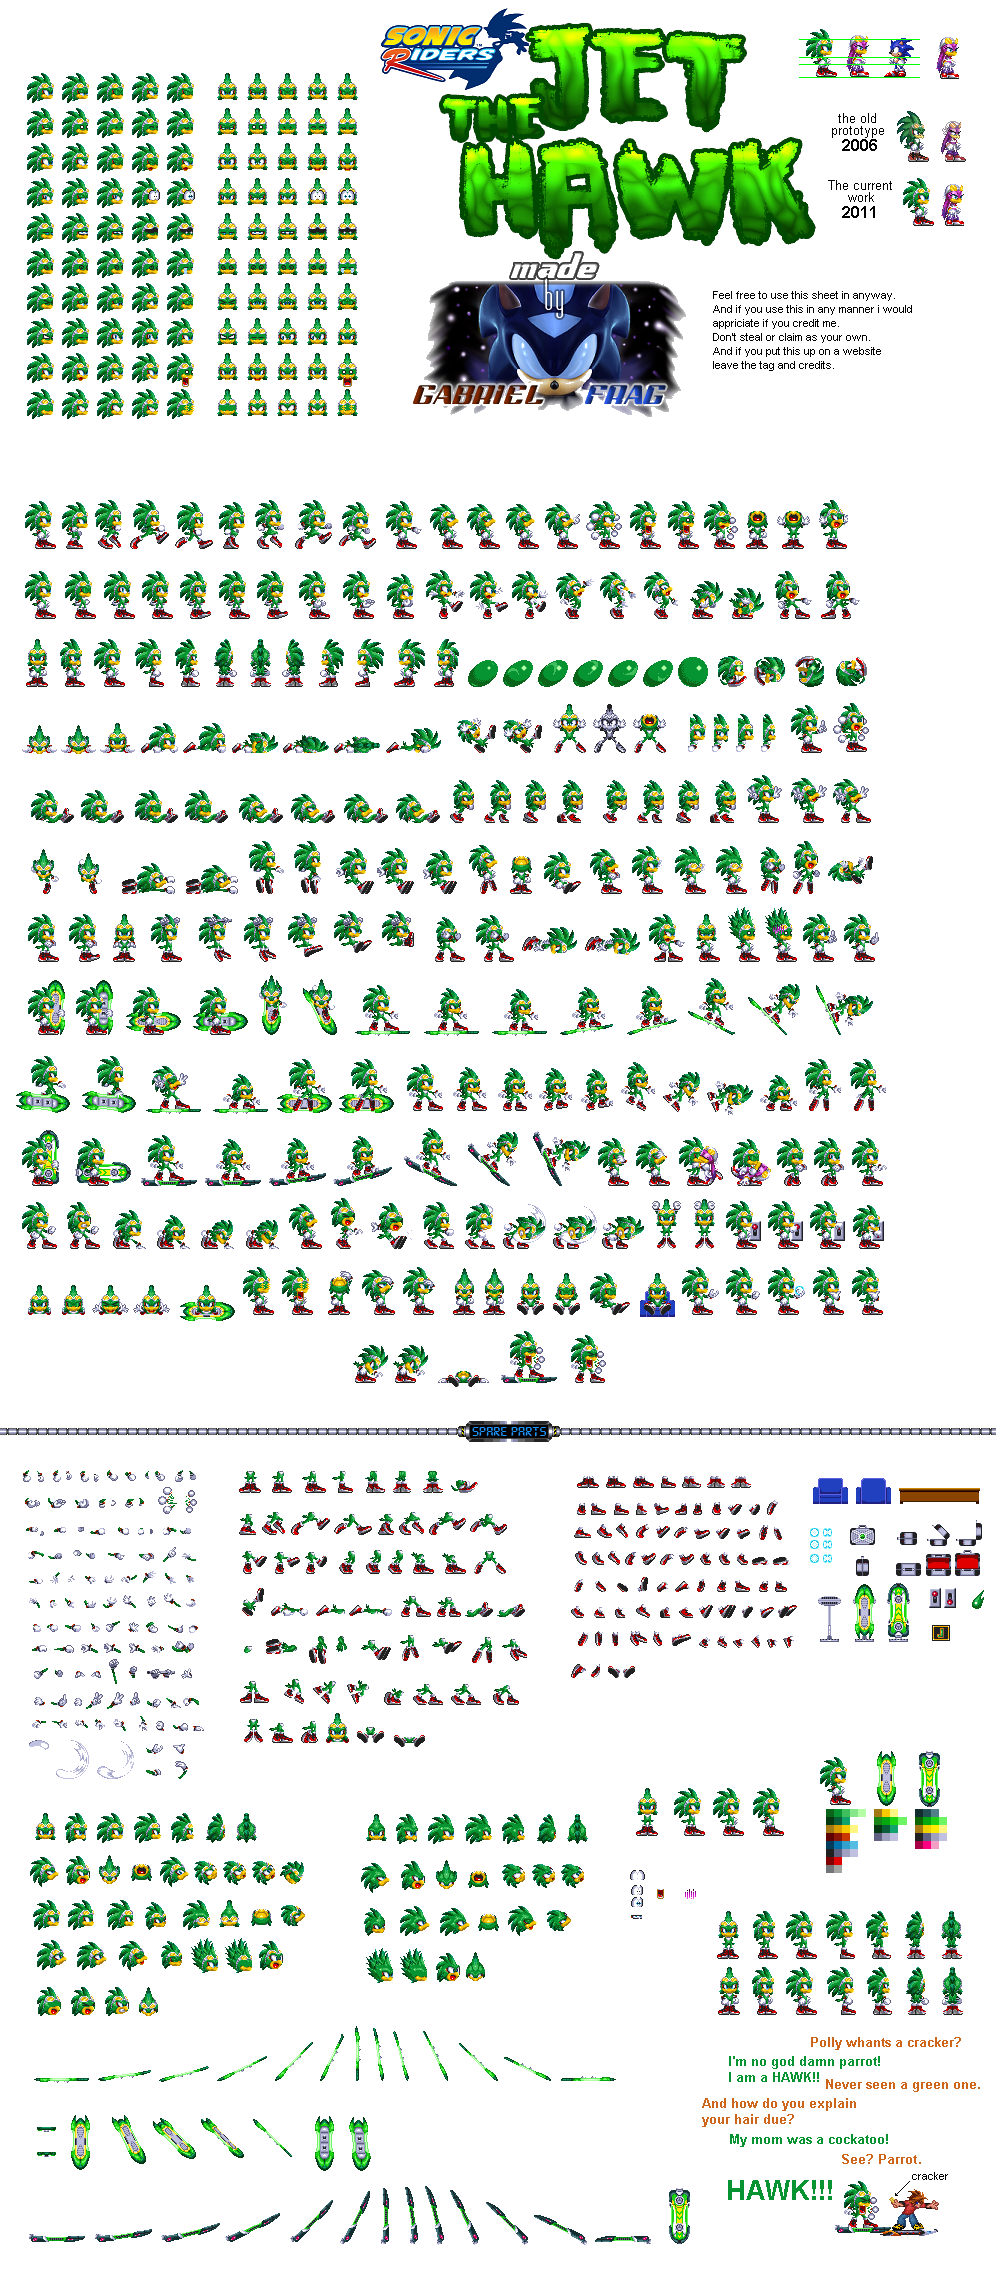 SONIC
RIDERS
THE JET
HAWK
made
by
GABRIEL FRAG
the old
prototype
2006
The current
work
2011
Feel free to use this sheet in anyway.
And if you use this in any manner i would
appriciate if you credit me.
Don't steal or claim as your own.
And if you put this up on a website
leave the tag and credits.
SPARE PARTS
J
Polly whants a cracker?
I'm no god damn parrot!
I am a HAWK!!
Never seen a green one.
And how do you explain
your hair due?
My mom was a cockatoo!
See? Parrot.
cracker
HAWK!!!